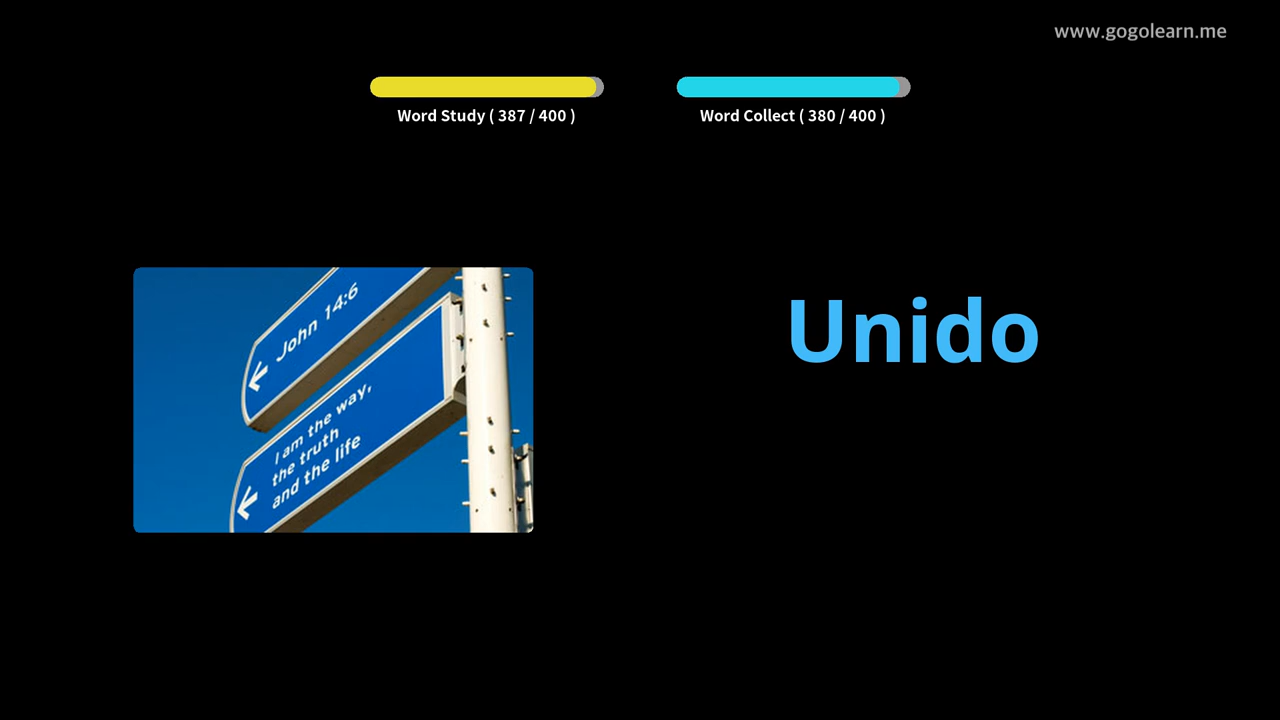 www.gogolearn.me
Word Study ( 387 / 400 )
Word Collect ( 380 / 400 )
John 14:6
I am the way,
the truth
and the life
Unido